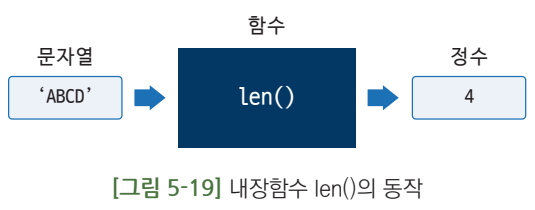 함수
문자열
정수
‘ABCD’
len()
4
[그림 5-19] 내장함수 len()의 동작